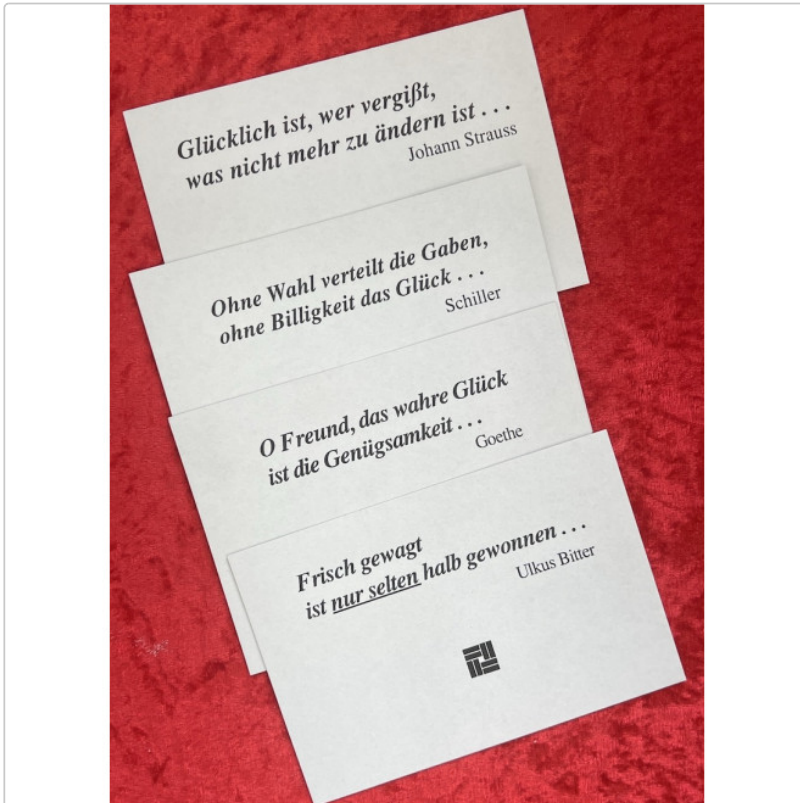 Glücklich ist, wer vergißt,
was nicht mehr zu ändern ist . . .
Johann Strauss
Ohne Wahl verteilt die Gaben,
ohne Billigkeit das Glück . . .
Schiller
O Freund, das wahre Glück
ist die Genügsamkeit . . .
Goethe
Frisch gewagt
ist nur selten halb gewonnen . . .
Ulkus Bitter